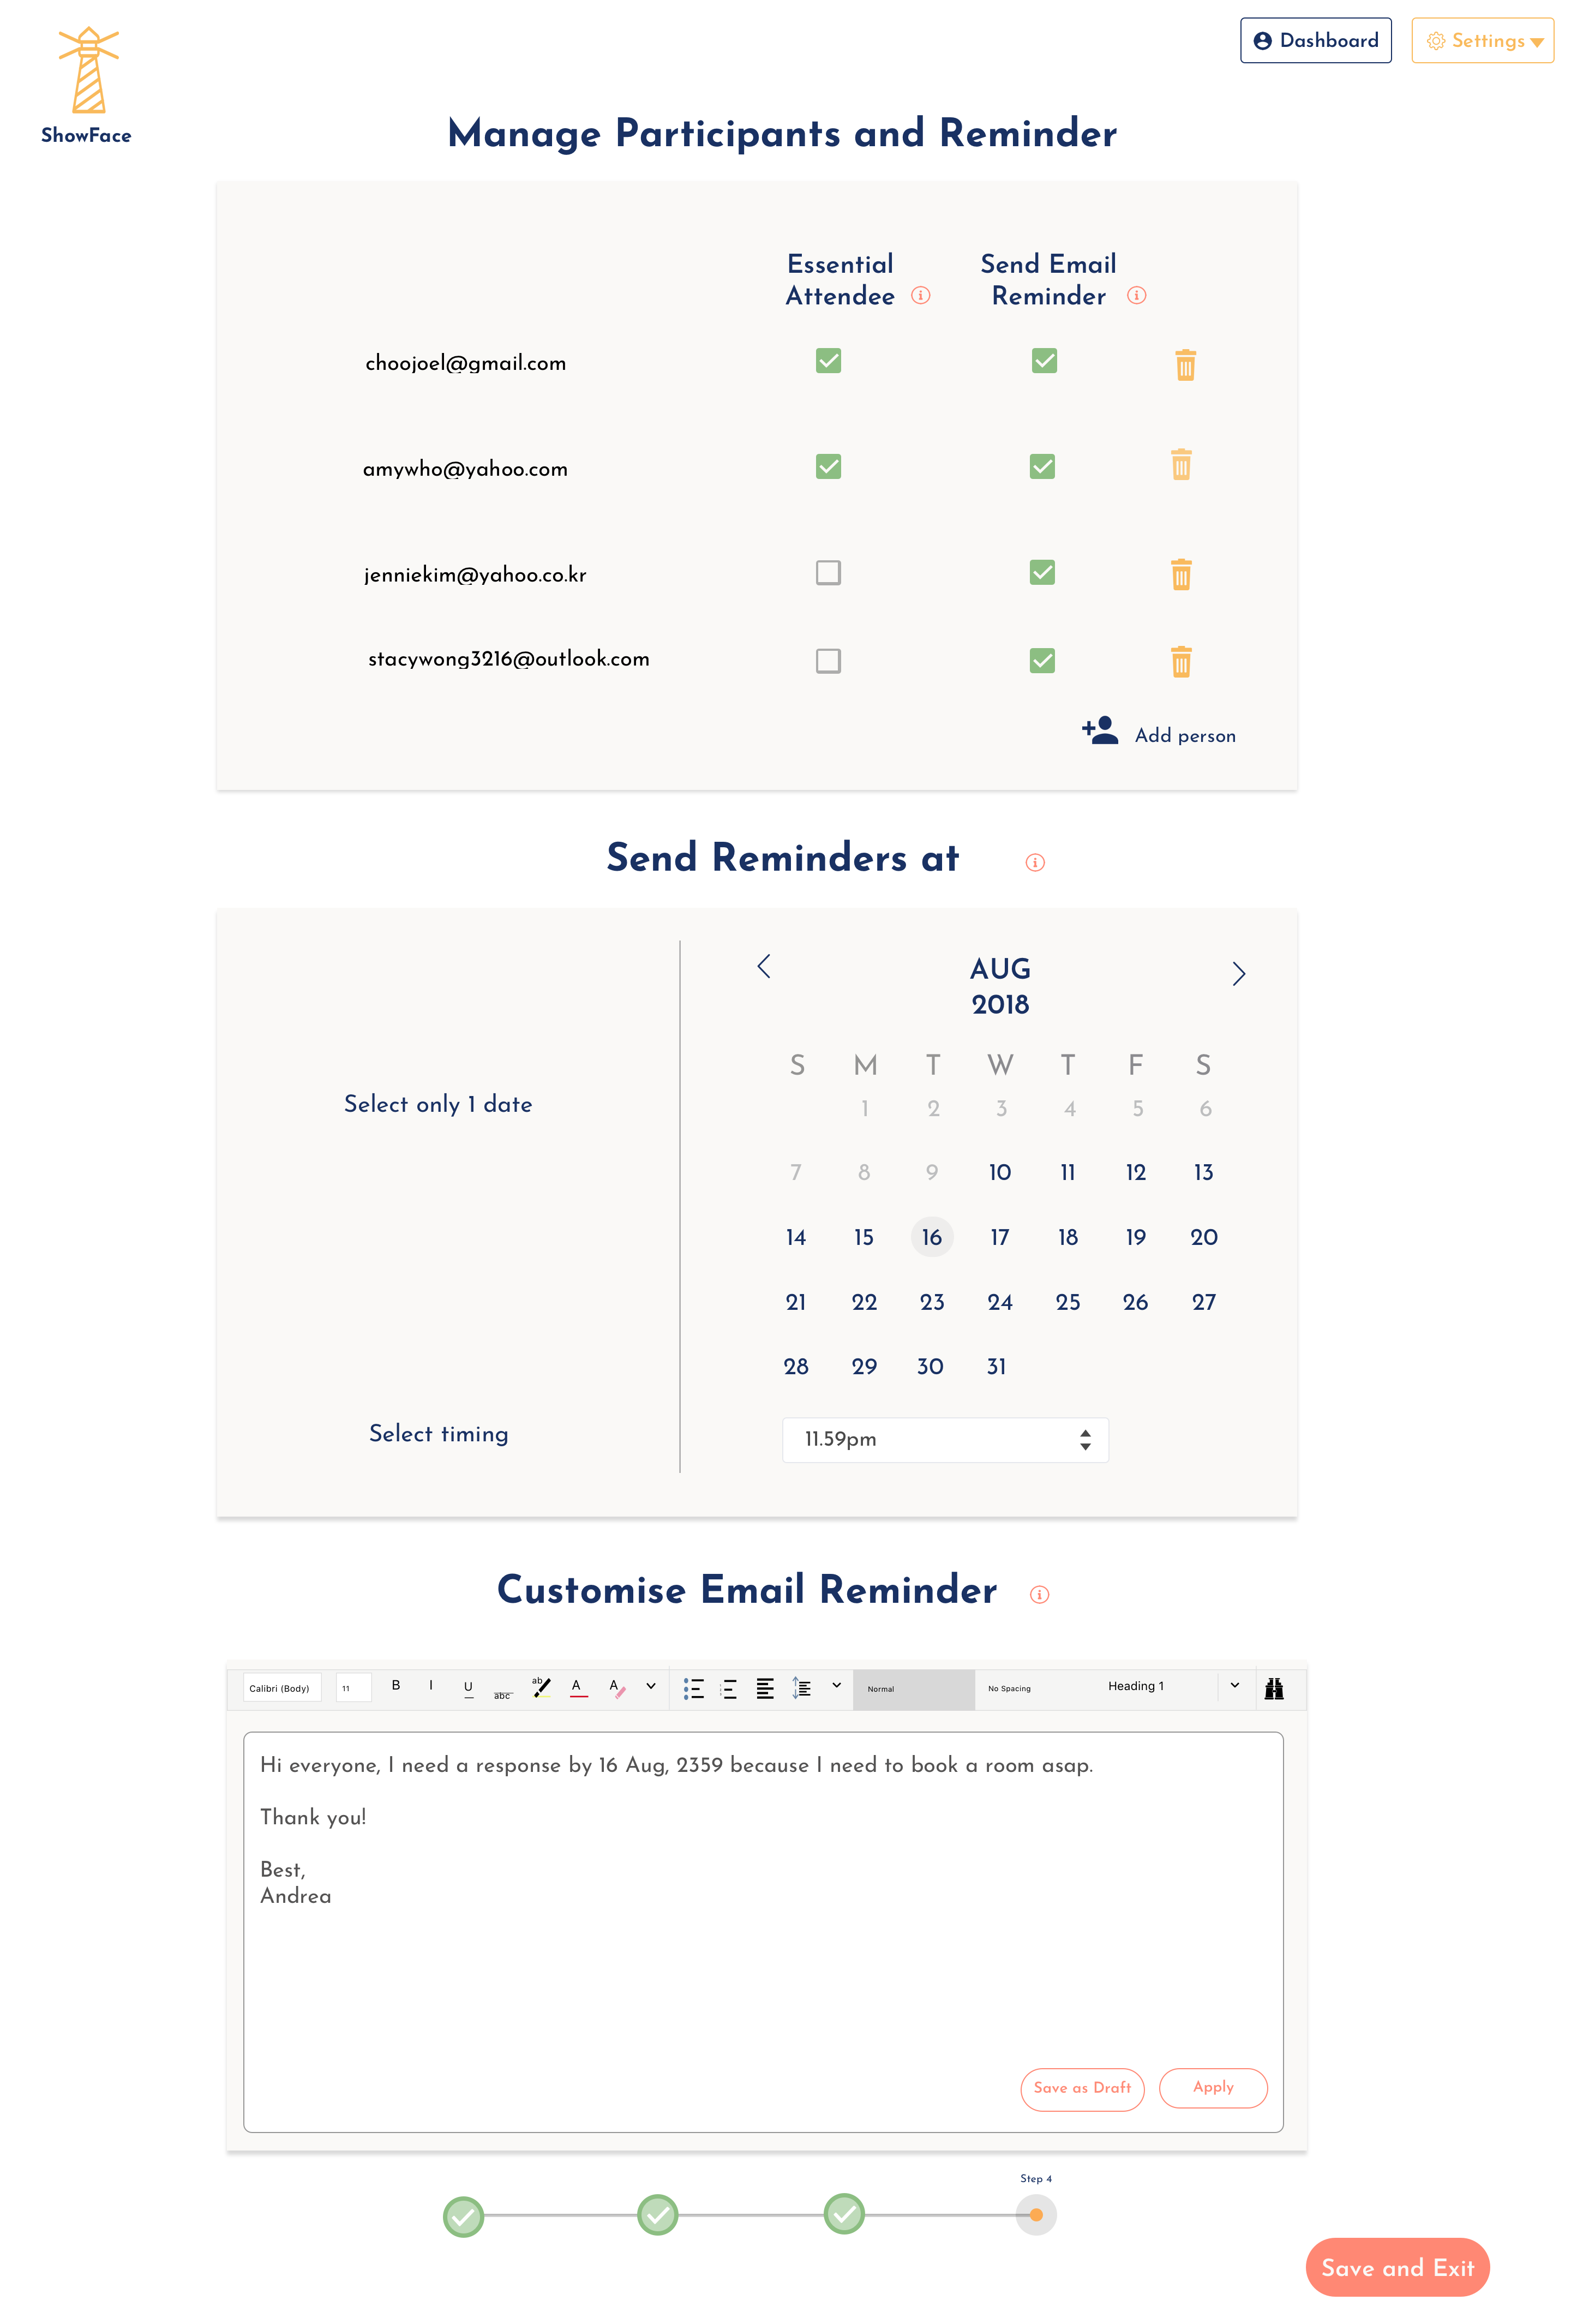 Dashboard
Settings
ShowFace
Manage Participants and Reminder
Essential Attendee
Send Email Reminder
choojoel@gmail.com
amywho@yahoo.com
jenniekim@yahoo.co.kr
stacywong3216@outlook.com
Add person
Send Reminders at
AUG
2018
S M T W T F S
1 2 3 4 5 6
7 8 9 10 11 12 13
Select only 1 date
14 15 16 17 18 19 20
21 22 23 24 25 26 27
28 29 30 31
Select timing
11.59pm
Customise Email Reminder
Calibri (Body) 11 B I U abc ab A A Normal No Spacing Heading 1
Hi everyone, I need a response by 16 Aug, 2359 because I need to book a room asap.
Thank you!
Best,
Andrea
Save as Draft
Apply
Step 4
Save and Exit